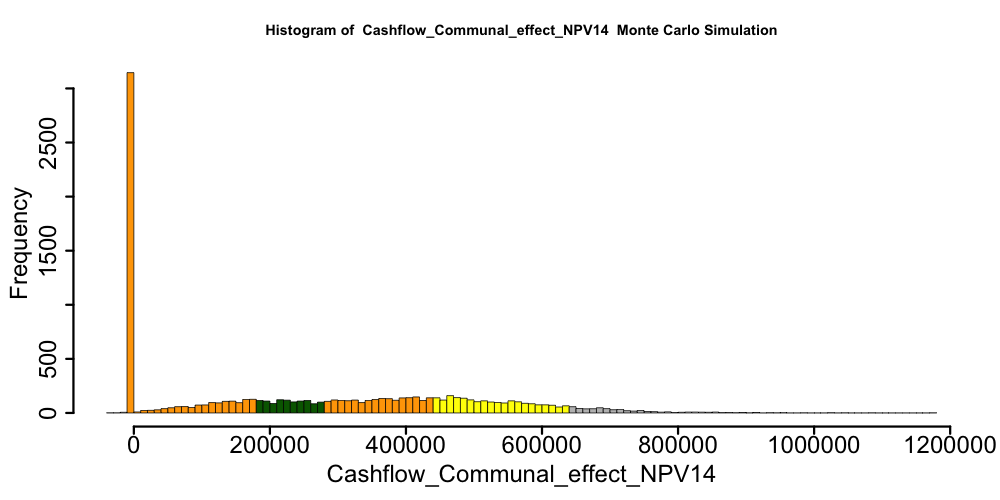 Histogram of  Cashflow_Communal_effect_NPV14  Monte Carlo Simulation
Frequency
2500
1500
500
0
0 200000 400000 600000 800000 1000000 1200000
Cashflow_Communal_effect_NPV14